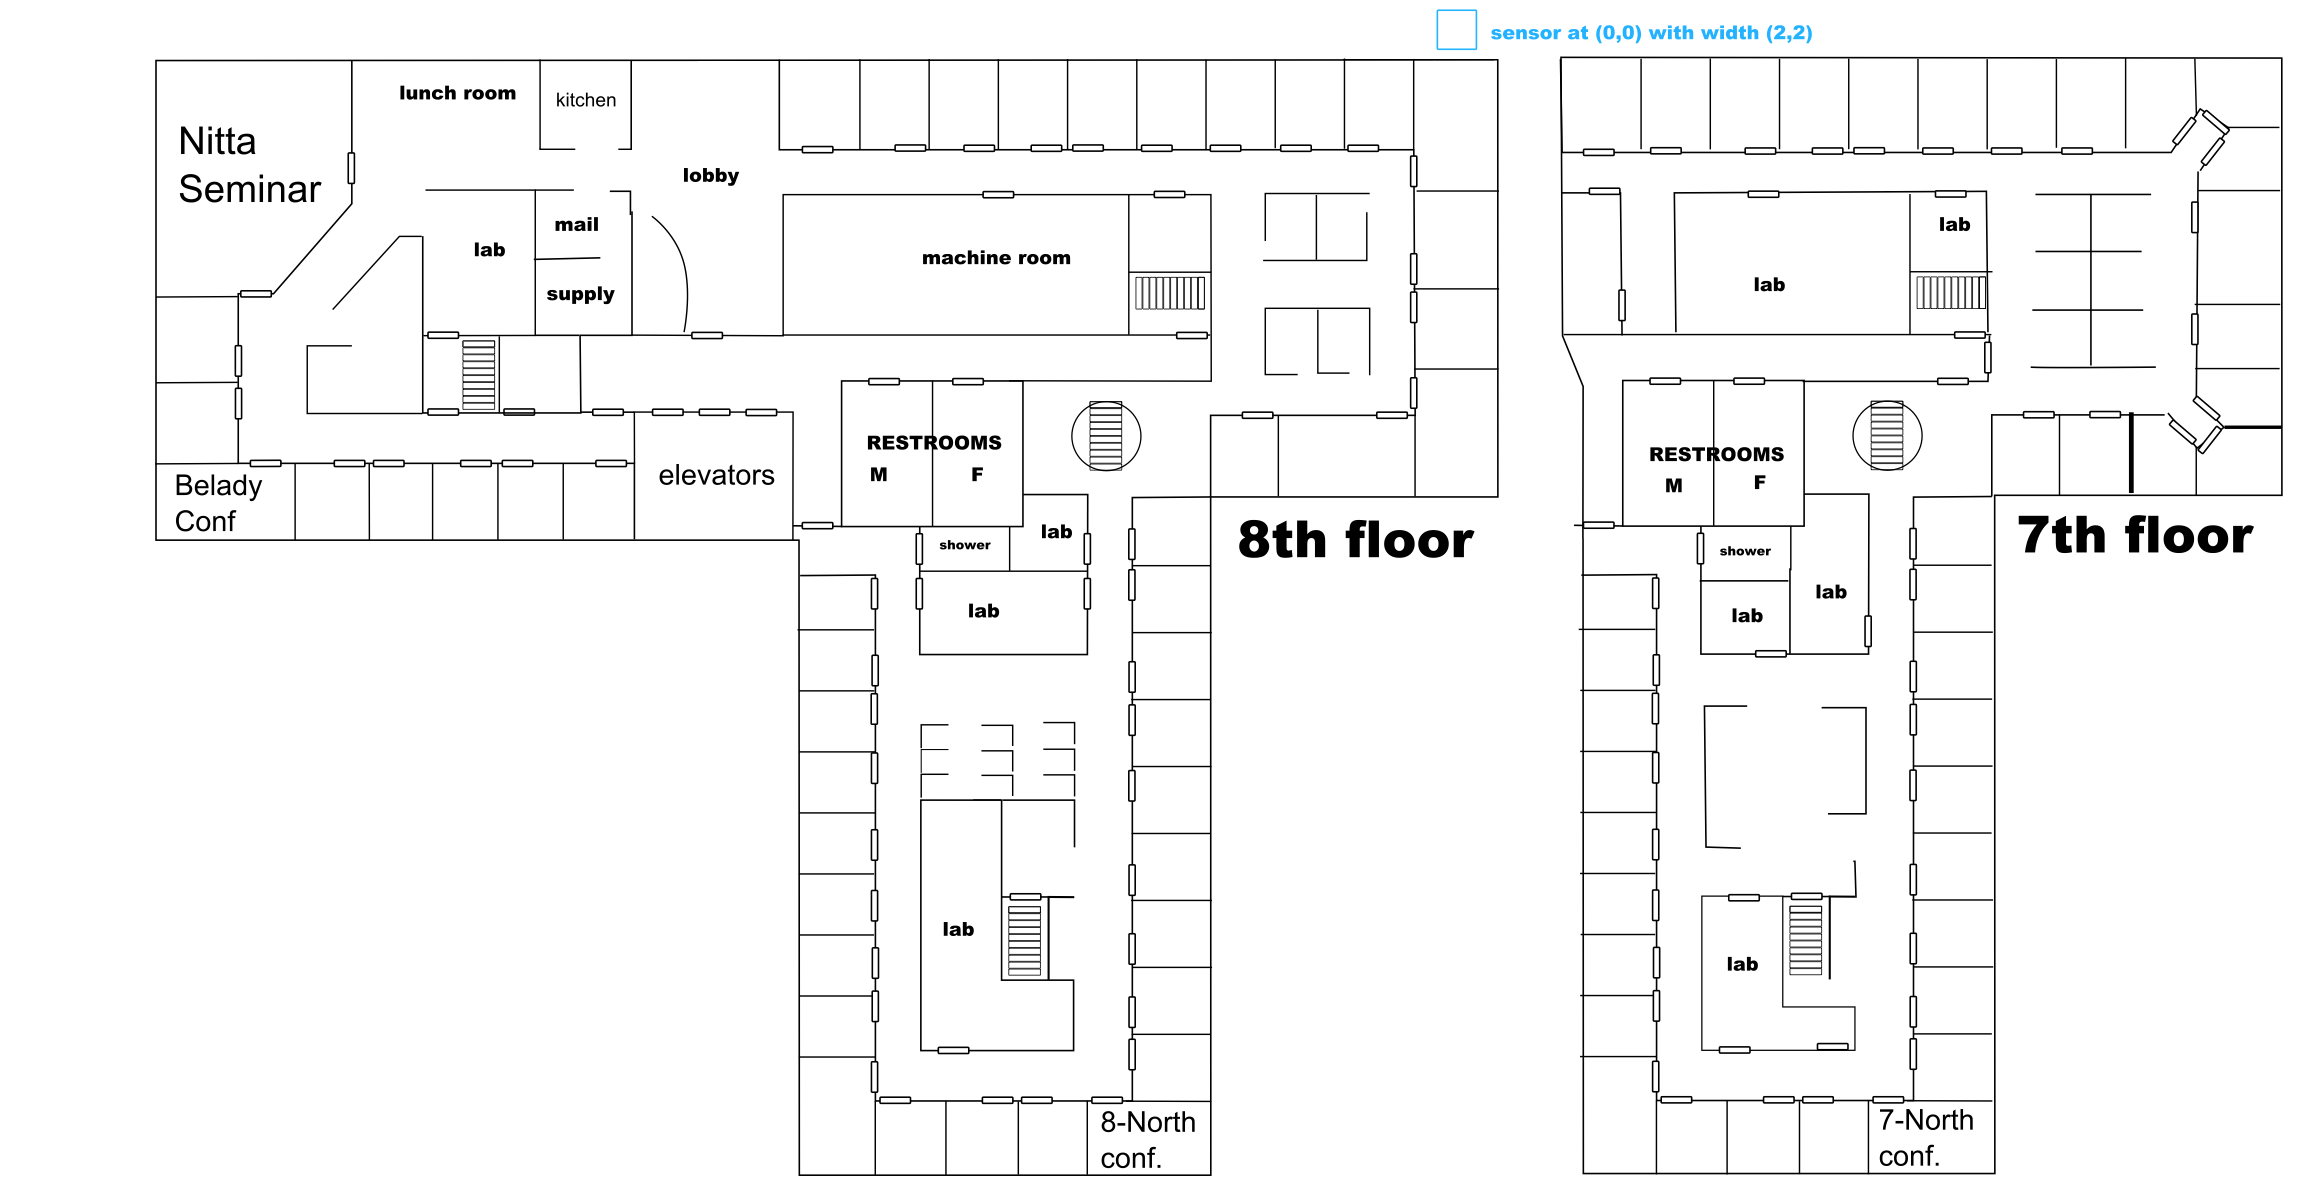 sensor at (0,0) with width (2,2)
lunch room
kitchen
Nitta
Seminar
lobby
mail
lab
supply
machine room
RESTROOMS
M F
elevators
Belady
Conf
shower
lab
lab
8th floor
lab
8-North
conf.
lab
lab
RESTROOMS
M F
shower
lab
lab
7th floor
lab
7-North
conf.